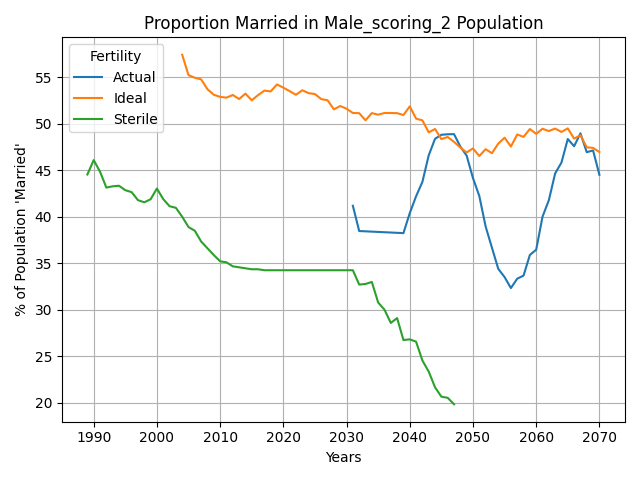 Proportion Married in Male_scoring_2 Population
Fertility
Actual
Ideal
Sterile
% of Population 'Married'
55
50
45
40
35
30
25
20
1990 2000 2010 2020 2030 2040 2050 2060 2070
Years